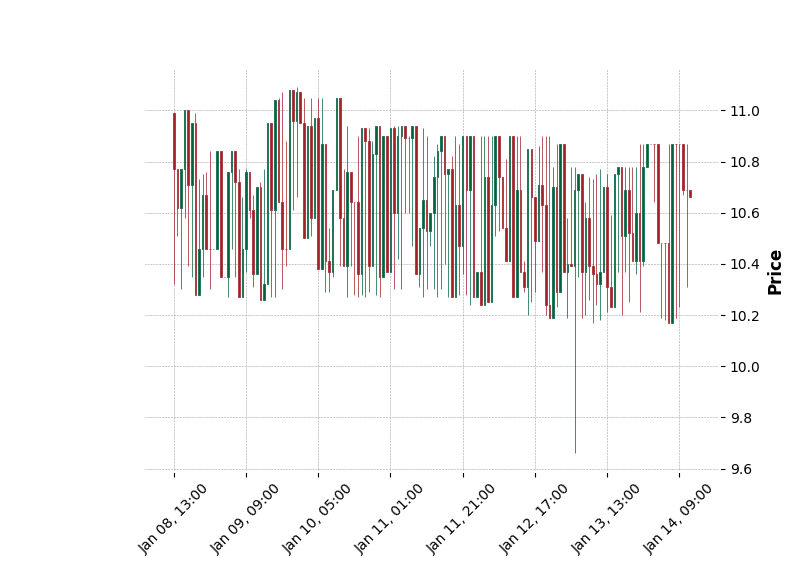 11.0
10.8
10.6
10.4
10.2
10.0
9.8
9.6
Price
Jan 08, 13:00
Jan 09, 09:00
Jan 10, 05:00
Jan 11, 01:00
Jan 11, 21:00
Jan 12, 17:00
Jan 13, 13:00
Jan 14, 09:00